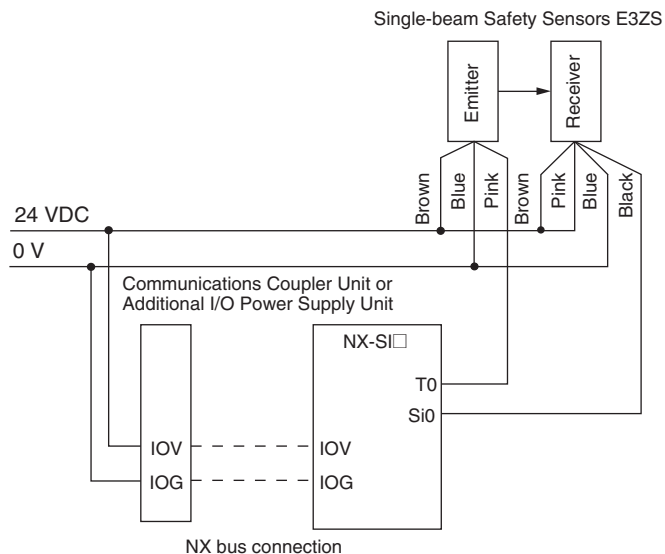 Single-beam Safety Sensors E3ZS
Emitter
Receiver
Brown
Blue
Pink
Brown
Pink
Blue
Black
24 VDC
0 V
Communications Coupler Unit or
Additional I/O Power Supply Unit
NX-SI□
T0
Si0
IOV
IOV
IOG
IOG
NX bus connection